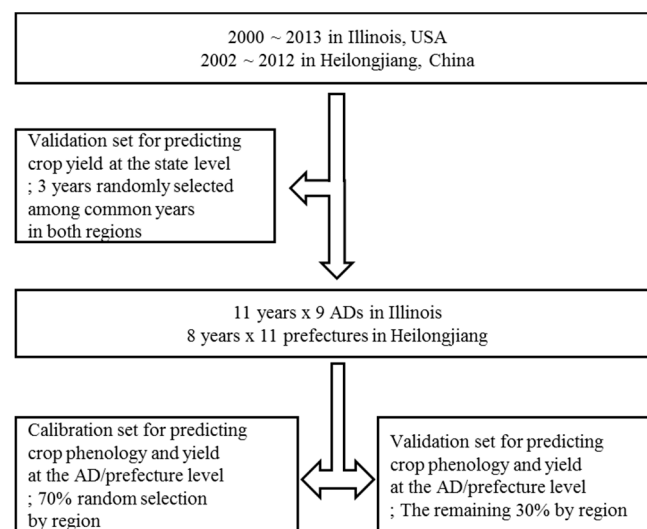 2000 ~ 2013 in Illinois, USA
2002 ~ 2012 in Heilongjiang, China
Validation set for predicting
crop yield at the state level
; 3 years randomly selected
among common years
in both regions
11 years x 9 ADs in Illinois
8 years x 11 prefectures in Heilongjiang
Calibration set for predicting
crop phenology and yield
at the AD/prefecture level
; 70% random selection
by region
Validation set for predicting
crop phenology and yield
at the AD/prefecture level
; The remaining 30% by region